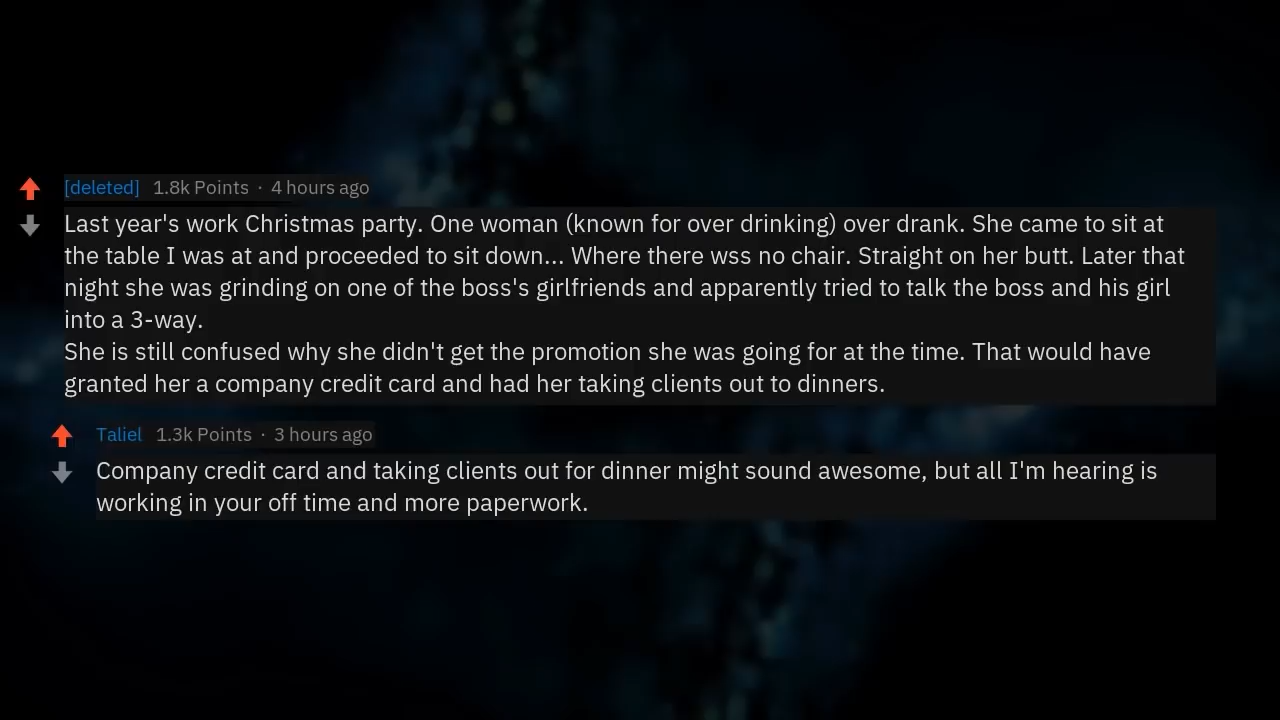 [deleted] 1.8k Points · 4 hours ago
Last year's work Christmas party. One woman (known for over drinking) over drank. She came to sit at
the table I was at and proceeded to sit down... Where there wss no chair. Straight on her butt. Later that
night she was grinding on one of the boss's girlfriends and apparently tried to talk the boss and his girl
into a 3-way.
She is still confused why she didn't get the promotion she was going for at the time. That would have
granted her a company credit card and had her taking clients out to dinners.
Taliel 1.3k Points · 3 hours ago
Company credit card and taking clients out for dinner might sound awesome, but all I'm hearing is
working in your off time and more paperwork.